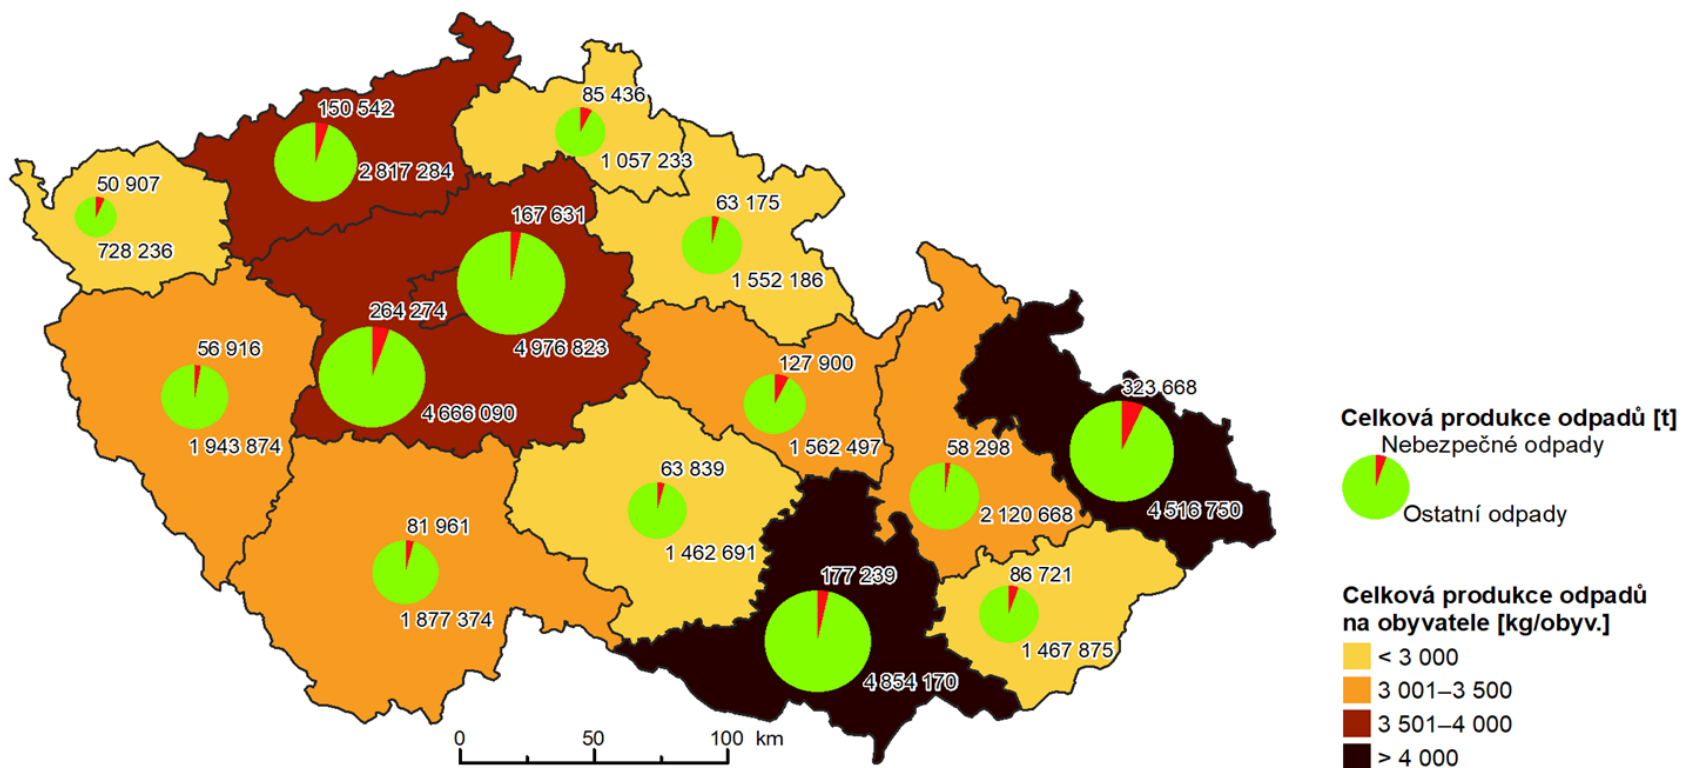 150 542
2 817 284
85 436
1 057 233
50 907
728 236
167 631
4 976 823
63 175
1 552 186
264 274
4 666 090
56 916
1 943 874
127 900
1 562 497
323 668
4 516 750
58 298
2 120 668
63 839
1 462 691
81 961
1 877 374
177 239
4 854 170
86 721
1 467 875
0 50 100 km
Celková produkce odpadů [t]
Nebezpečné odpady
Ostatní odpady
Celková produkce odpadů
na obyvatele [kg/obyv.]
< 3 000
3 001–3 500
3 501–4 000
> 4 000